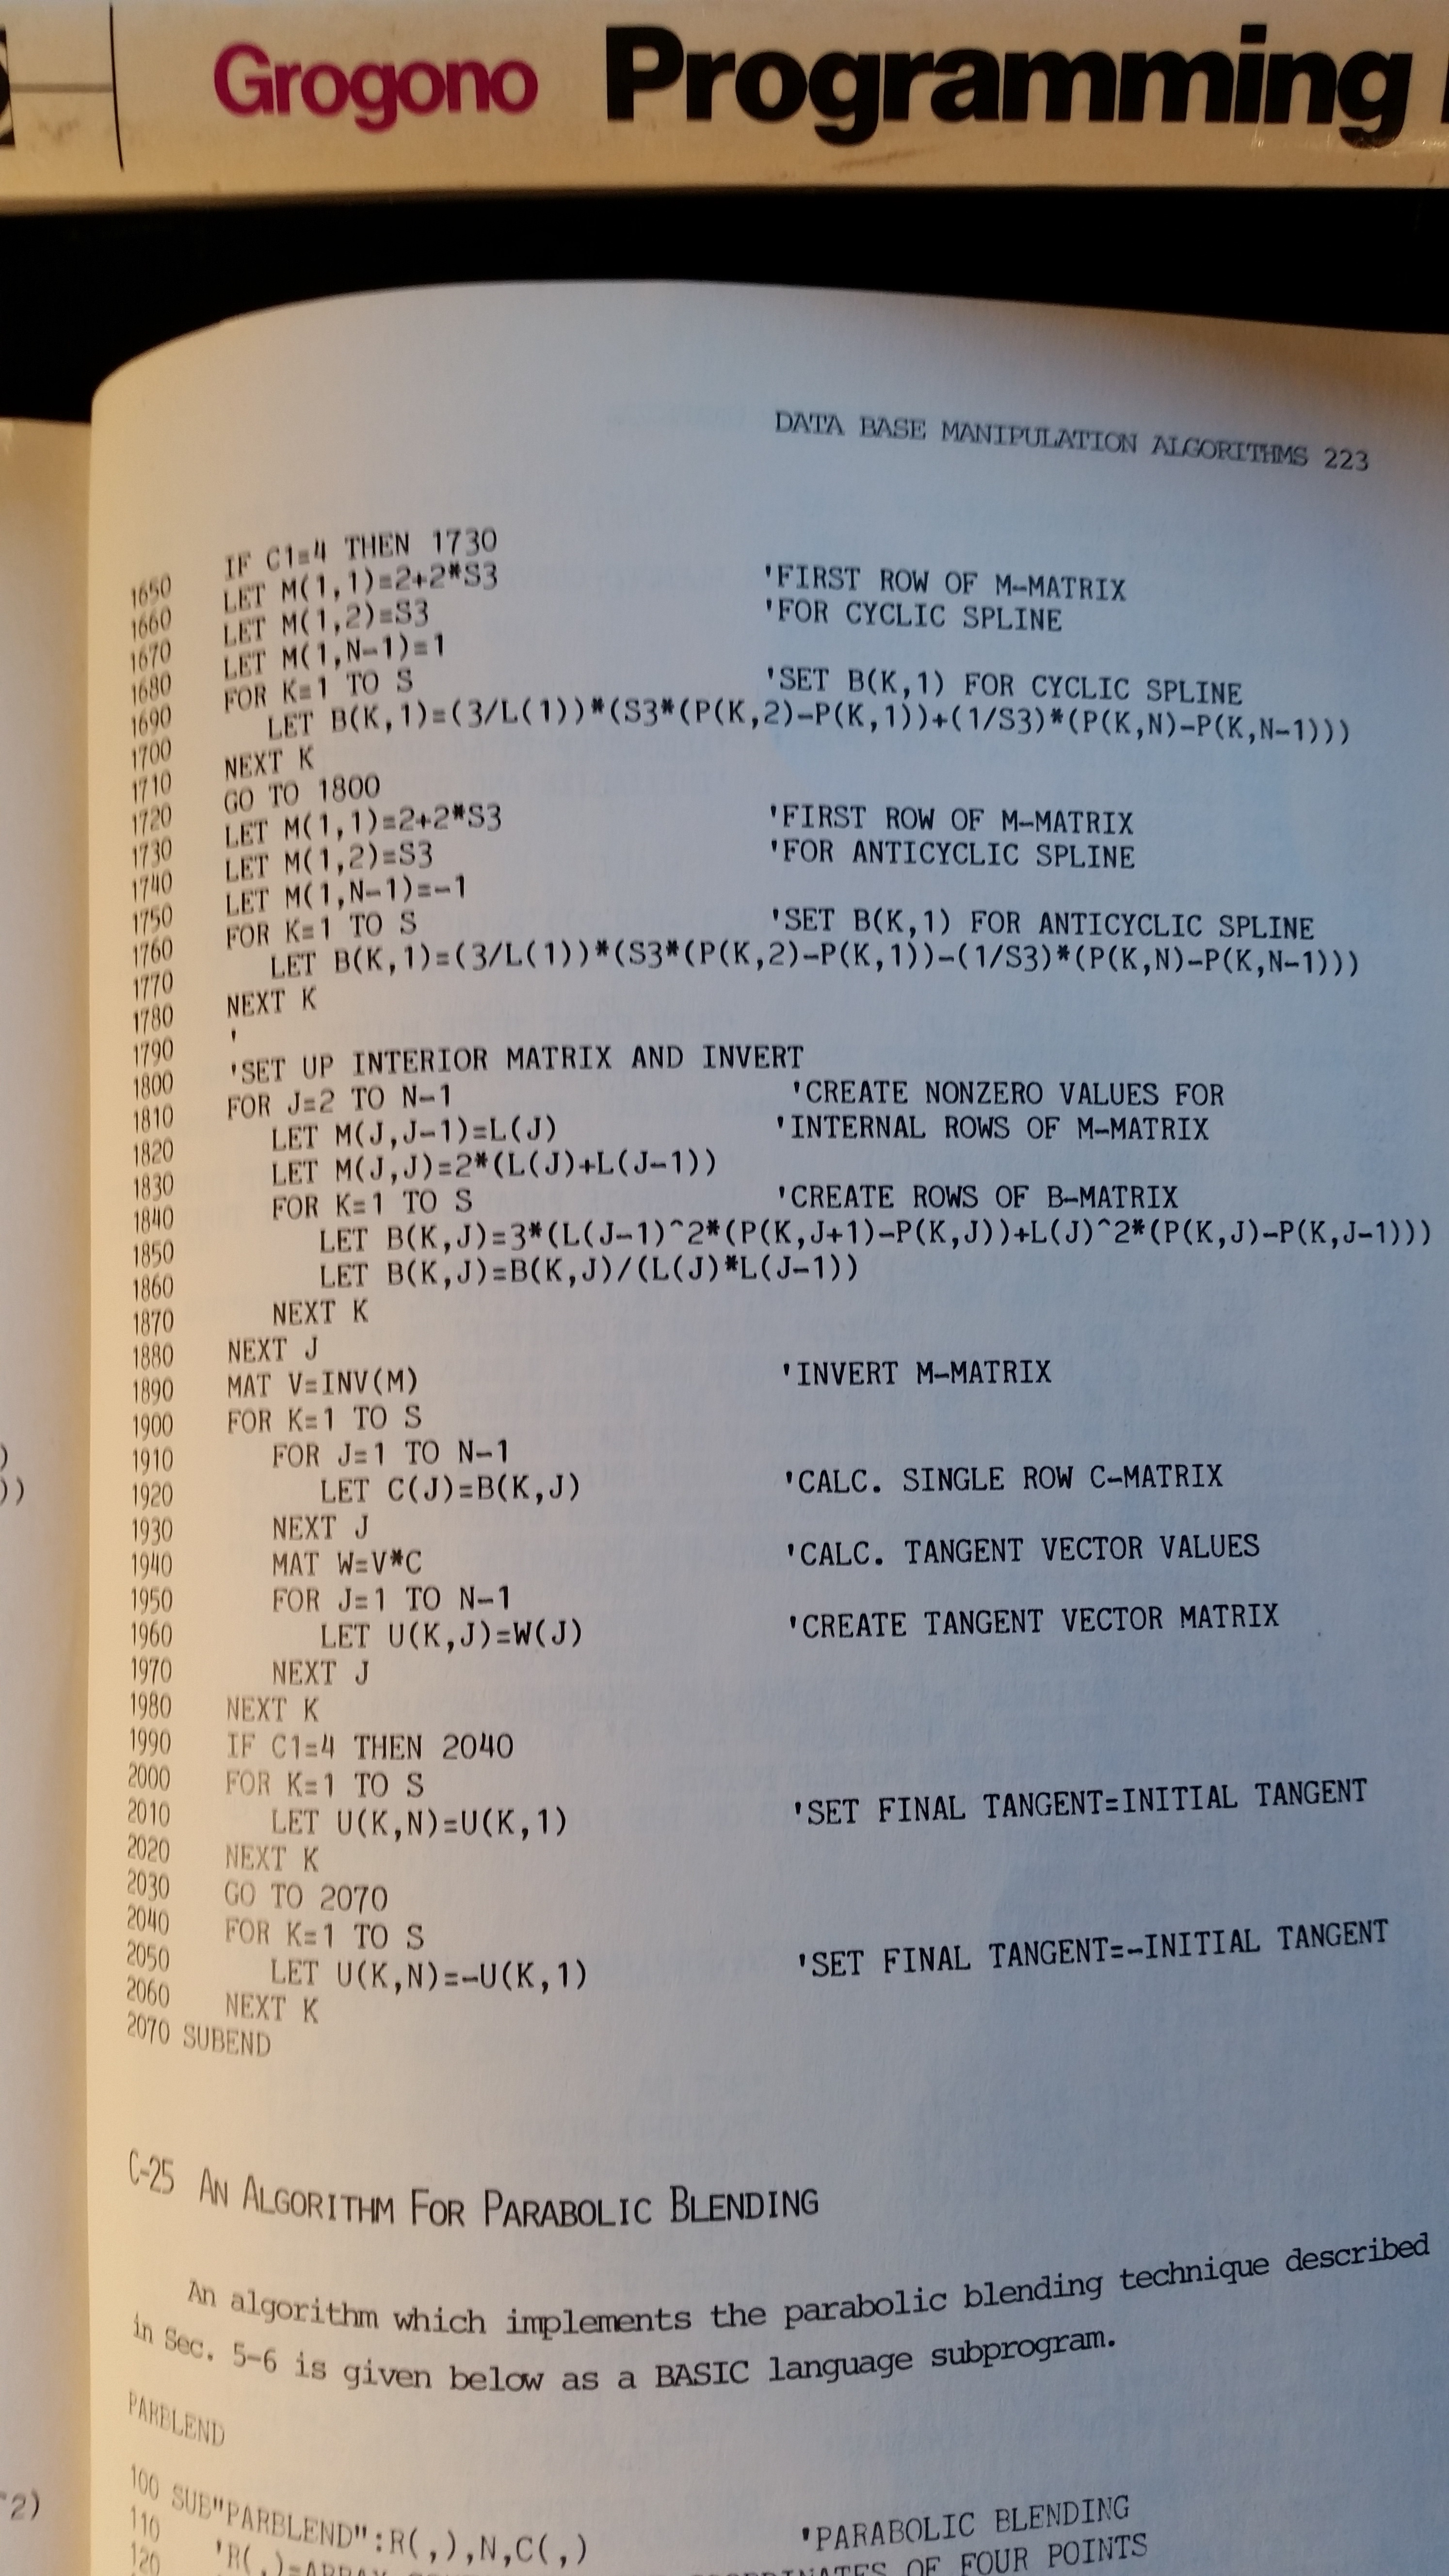 Grogono Programming
DATA BASE MANIPULATION ALGORITHMS 223
1650 IF C1=4 THEN 1730
1660 LET M(1,1)=2+2*S3 'FIRST ROW OF M-MATRIX
1670 LET M(1,2)=S3 'FOR CYCLIC SPLINE
1680 LET M(1,N-1)=1
1690 FOR K=1 TO S 'SET B(K,1) FOR CYCLIC SPLINE
1700 LET B(K,1)=(3/L(1))*(S3*(P(K,2)-P(K,1))+(1/S3)*(P(K,N)-P(K,N-1)))
1710 NEXT K
1720 GO TO 1800
1730 LET M(1,1)=2+2*S3 'FIRST ROW OF M-MATRIX
1740 LET M(1,2)=S3 'FOR ANTICYCLIC SPLINE
1750 LET M(1,N-1)=-1
1760 FOR K=1 TO S 'SET B(K,1) FOR ANTICYCLIC SPLINE
1770 LET B(K,1)=(3/L(1))*(S3*(P(K,2)-P(K,1))-(1/S3)*(P(K,N)-P(K,N-1)))
1780 NEXT K
1790 '
1800 'SET UP INTERIOR MATRIX AND INVERT
1810 FOR J=2 TO N-1 'CREATE NONZERO VALUES FOR
1820 LET M(J,J-1)=L(J) 'INTERNAL ROWS OF M-MATRIX
1830 LET M(J,J)=2*(L(J)+L(J-1))
1840 FOR K=1 TO S 'CREATE ROWS OF B-MATRIX
1850 LET B(K,J)=3*(L(J-1)^2*(P(K,J+1)-P(K,J))+L(J)^2*(P(K,J)-P(K,J-1)))
1860 LET B(K,J)=B(K,J)/(L(J)*L(J-1))
1870 NEXT K
1880 NEXT J
1890 MAT V=INV(M) 'INVERT M-MATRIX
1900 FOR K=1 TO S
1910 FOR J=1 TO N-1
1920 LET C(J)=B(K,J) 'CALC. SINGLE ROW C-MATRIX
1930 NEXT J
1940 MAT W=V*C 'CALC. TANGENT VECTOR VALUES
1950 FOR J=1 TO N-1
1960 LET U(K,J)=W(J) 'CREATE TANGENT VECTOR MATRIX
1970 NEXT J
1980 NEXT K
1990 IF C1=4 THEN 2040
2000 FOR K=1 TO S
2010 LET U(K,N)=U(K,1) 'SET FINAL TANGENT=INITIAL TANGENT
2020 NEXT K
2030 GO TO 2070
2040 FOR K=1 TO S
2050 LET U(K,N)=-U(K,1) 'SET FINAL TANGENT=-INITIAL TANGENT
2060 NEXT K
2070 SUBEND
C-25 AN ALGORITHM FOR PARABOLIC BLENDING
An algorithm which implements the parabolic blending technique described
in Sec. 5-6 is given below as a BASIC language subprogram.
PARBLEND
100 SUB"PARBLEND":R(,),N,C(,)
110 'PARABOLIC BLENDING
120 'R(,)=ARRAY OF FOUR POINTS